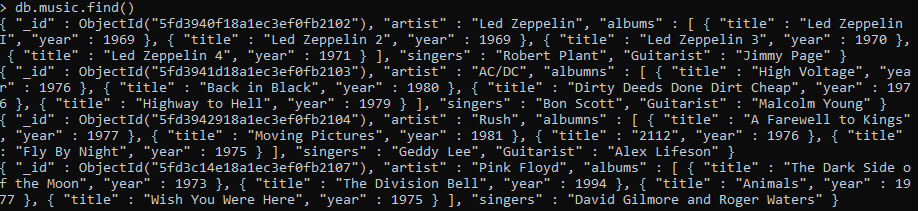 > db.music.find()
{ "_id" : ObjectId("5fd3940f18a1ec3ef0fb2102"), "artist" : "Led Zeppelin", "albums" : [ { "title" : "Led Zeppelin
I", "year" : 1969 }, { "title" : "Led Zeppelin 2", "year" : 1969 }, { "title" : "Led Zeppelin 3", "year" : 1970 },
{ "title" : "Led Zeppelin 4", "year" : 1971 } ], "singers" : "Robert Plant", "Guitarist" : "Jimmy Page" }
{ "_id" : ObjectId("5fd3941d18a1ec3ef0fb2103"), "artist" : "AC/DC", "albumns" : [ { "title" : "High Voltage", "yea
r" : 1976 }, { "title" : "Back in Black", "year" : 1980 }, { "title" : "Dirty Deeds Done Dirt Cheap", "year" : 197
6 }, { "title" : "Highway to Hell", "year" : 1979 } ], "singers" : "Bon Scott", "Guitarist" : "Malcolm Young" }
{ "_id" : ObjectId("5fd3942918a1ec3ef0fb2104"), "artist" : "Rush", "albumns" : [ { "title" : "A Farewell to Kings"
, "year" : 1977 }, { "title" : "Moving Pictures", "year" : 1981 }, { "title" : "2112", "year" : 1976 }, { "title"
: "Fly By Night", "year" : 1975 } ], "singers" : "Geddy Lee", "Guitarist" : "Alex Lifeson" }
{ "_id" : ObjectId("5fd3c14e18a1ec3ef0fb2107"), "artist" : "Pink Floyd", "albums" : [ { "title" : "The Dark Side o
f the Moon", "year" : 1973 }, { "title" : "The Division Bell", "year" : 1994 }, { "title" : "Animals", "year" : 19
77 }, { "title" : "Wish You Were Here", "year" : 1975 } ], "singers" : "David Gilmore and Roger Waters" }